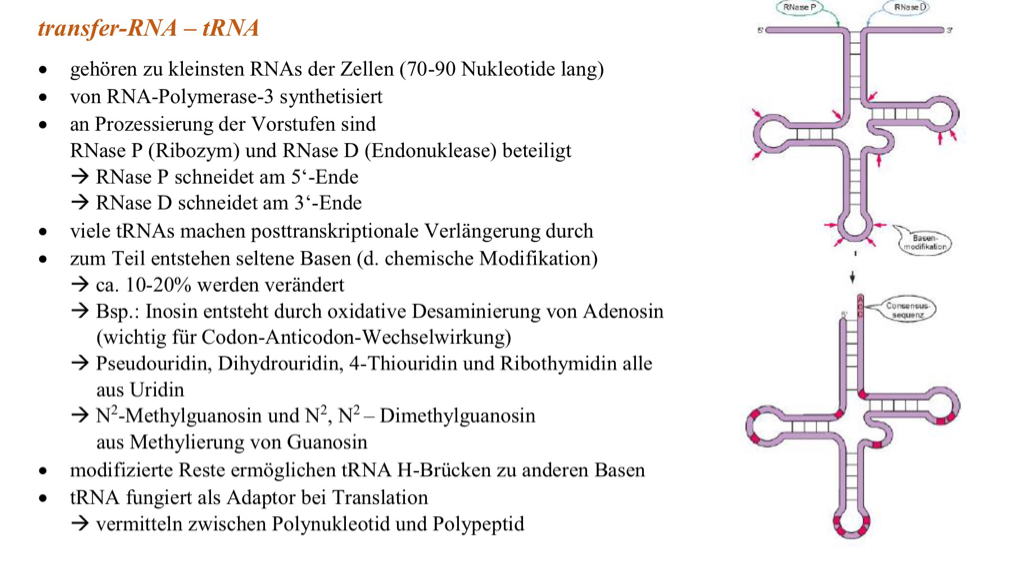 transfer-RNA – tRNA
• gehören zu kleinsten RNAs der Zellen (70-90 Nukleotide lang)
• von RNA-Polymerase-3 synthetisiert
• an Prozessierung der Vorstufen sind
RNase P (Ribozym) und RNase D (Endonuklease) beteiligt
→ RNase P schneidet am 5‘-Ende
→ RNase D schneidet am 3‘-Ende
• viele tRNAs machen posttranskriptionale Verlängerung durch
• zum Teil entstehen seltene Basen (d. chemische Modifikation)
→ ca. 10-20% werden verändert
→ Bsp.: Inosin entsteht durch oxidative Desaminierung von Adenosin
(wichtig für Codon-Anticodon-Wechselwirkung)
→ Pseudouridin, Dihydrouridin, 4-Thiouridin und Ribothymidin alle
aus Uridin
→ N²-Methylguanosin und N², N² – Dimethylguanosin
aus Methylierung von Guanosin
• modifizierte Reste ermöglichen tRNA H-Brücken zu anderen Basen
• tRNA fungiert als Adaptor bei Translation
→ vermitteln zwischen Polynukleotid und Polypeptid
RNase P
RNase D
5'
3'
Basen-
modifikation
Consensus-
sequenz
5'